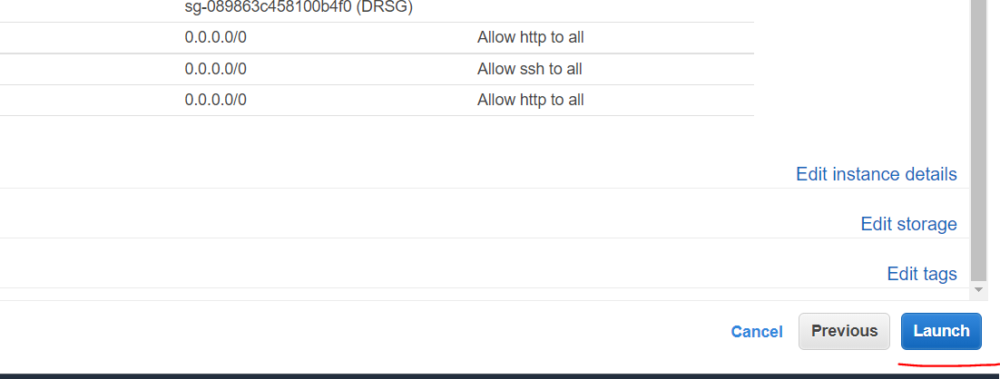 sg-089863c458100b4f0 (DRSG)
0.0.0.0/0 Allow http to all
0.0.0.0/0 Allow ssh to all
0.0.0.0/0 Allow http to all
Edit instance details
Edit storage
Edit tags
Cancel Previous Launch